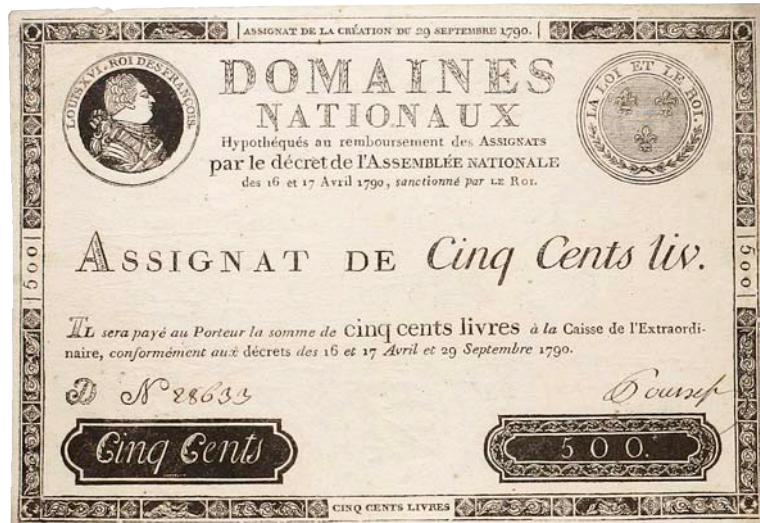 ASSIGNAT DE LA CRÉATION DU 29 SEPTEMBRE 1790.
LOUIS XVI. ROI DES FRANÇOIS.
LA LOI ET LE ROI.
DOMAINES
NATIONAUX
Hypothéqués au remboursement des ASSIGNATS
par le décret de l'ASSEMBLÉE NATIONALE
des 16 et 17 Avril 1790, sanctionné par LE ROI.
500
500
ASSIGNAT DE Cinq Cents liv.
IL sera payé au Porteur la somme de cinq cents livres à la Caisse de l'Extraordi-
naire, conformément aux décrets des 16 et 17 Avril et 29 Septembre 1790.
D N 28633
Cinq Cents
500.
CINQ CENTS LIVRES